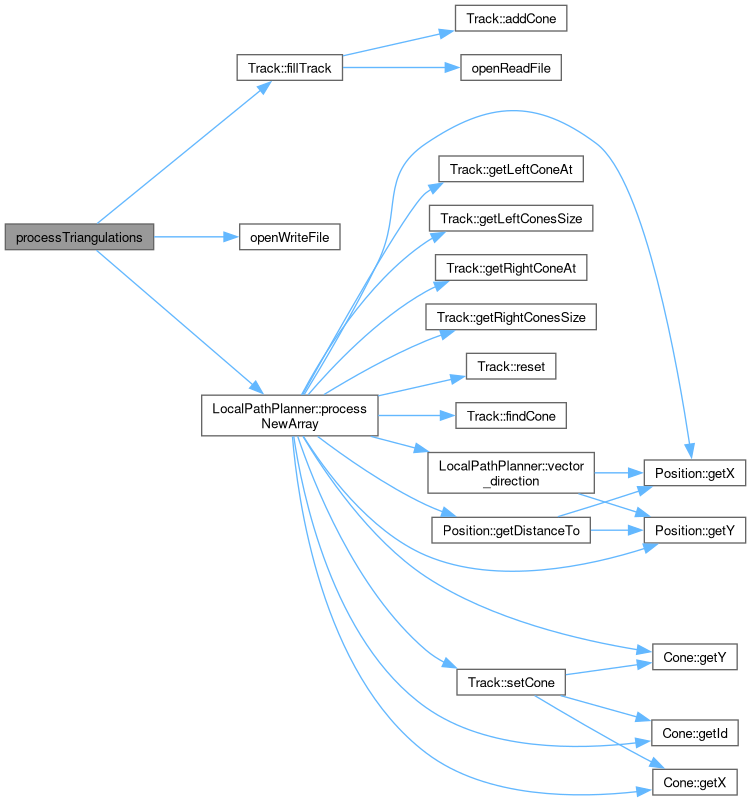 Track::addCone
Track::fillTrack
openReadFile
Track::getLeftConeAt
Track::getLeftConesSize
processTriangulations
openWriteFile
Track::getRightConeAt
Track::getRightConesSize
Track::reset
LocalPathPlanner::process
NewArray
Track::findCone
LocalPathPlanner::vector
_direction
Position::getX
Position::getDistanceTo
Position::getY
Cone::getY
Track::setCone
Cone::getId
Cone::getX